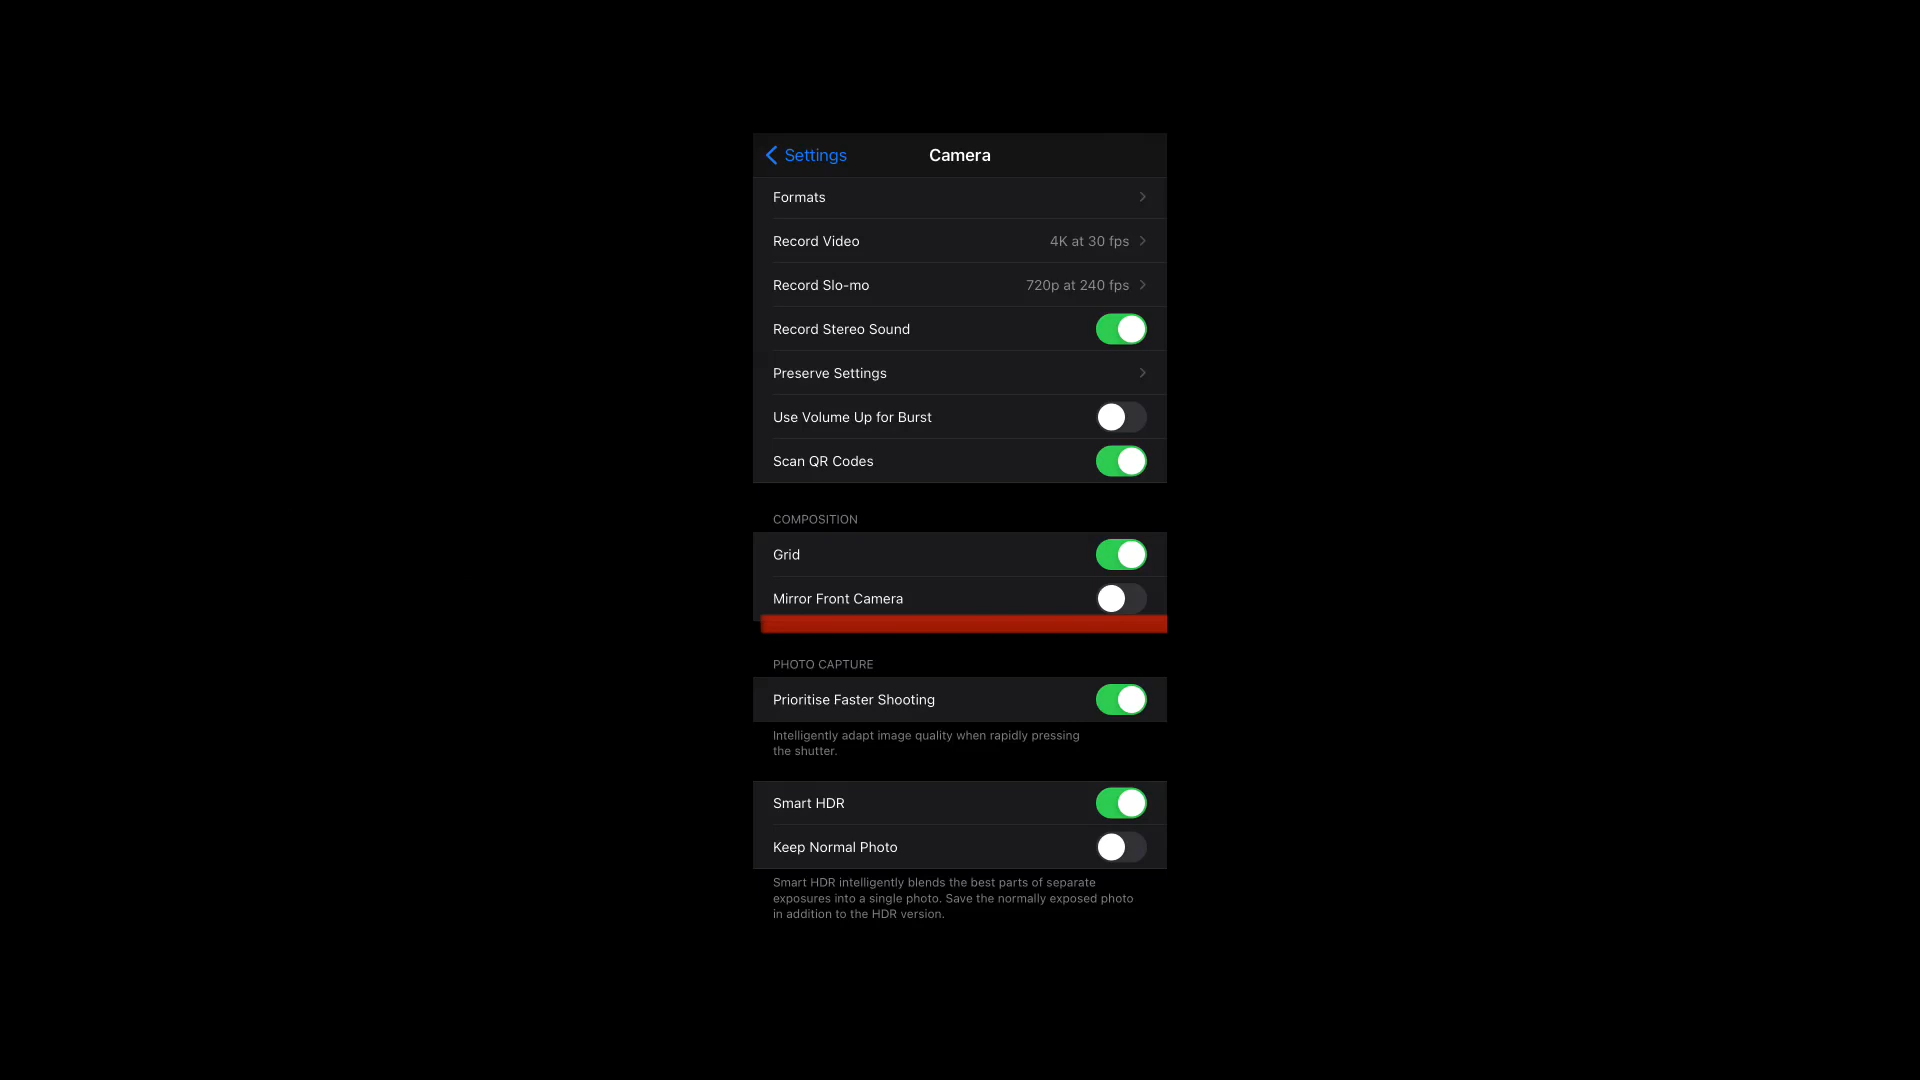 Settings
Camera
Formats
Record Video 4K at 30 fps
Record Slo-mo 720p at 240 fps
Record Stereo Sound
Preserve Settings
Use Volume Up for Burst
Scan QR Codes
COMPOSITION
Grid
Mirror Front Camera
PHOTO CAPTURE
Prioritise Faster Shooting
Intelligently adapt image quality when rapidly pressing
the shutter.
Smart HDR
Keep Normal Photo
Smart HDR intelligently blends the best parts of separate
exposures into a single photo. Save the normally exposed photo
in addition to the HDR version.